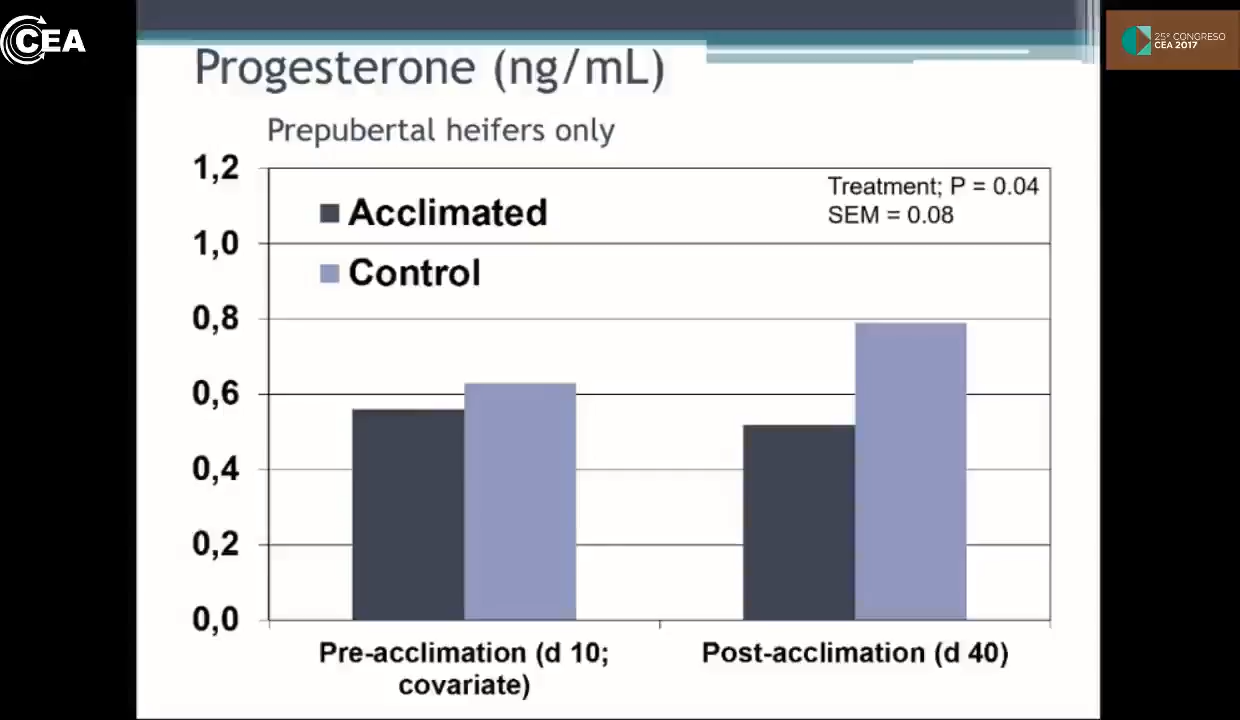 CEA
25º CONGRESO
CEA 2017
Progesterone (ng/mL)
Prepubertal heifers only
1,2
1,0
0,8
0,6
0,4
0,2
0,0
Acclimated
Control
Treatment; P = 0.04
SEM = 0.08
Pre-acclimation (d 10;
covariate)
Post-acclimation (d 40)